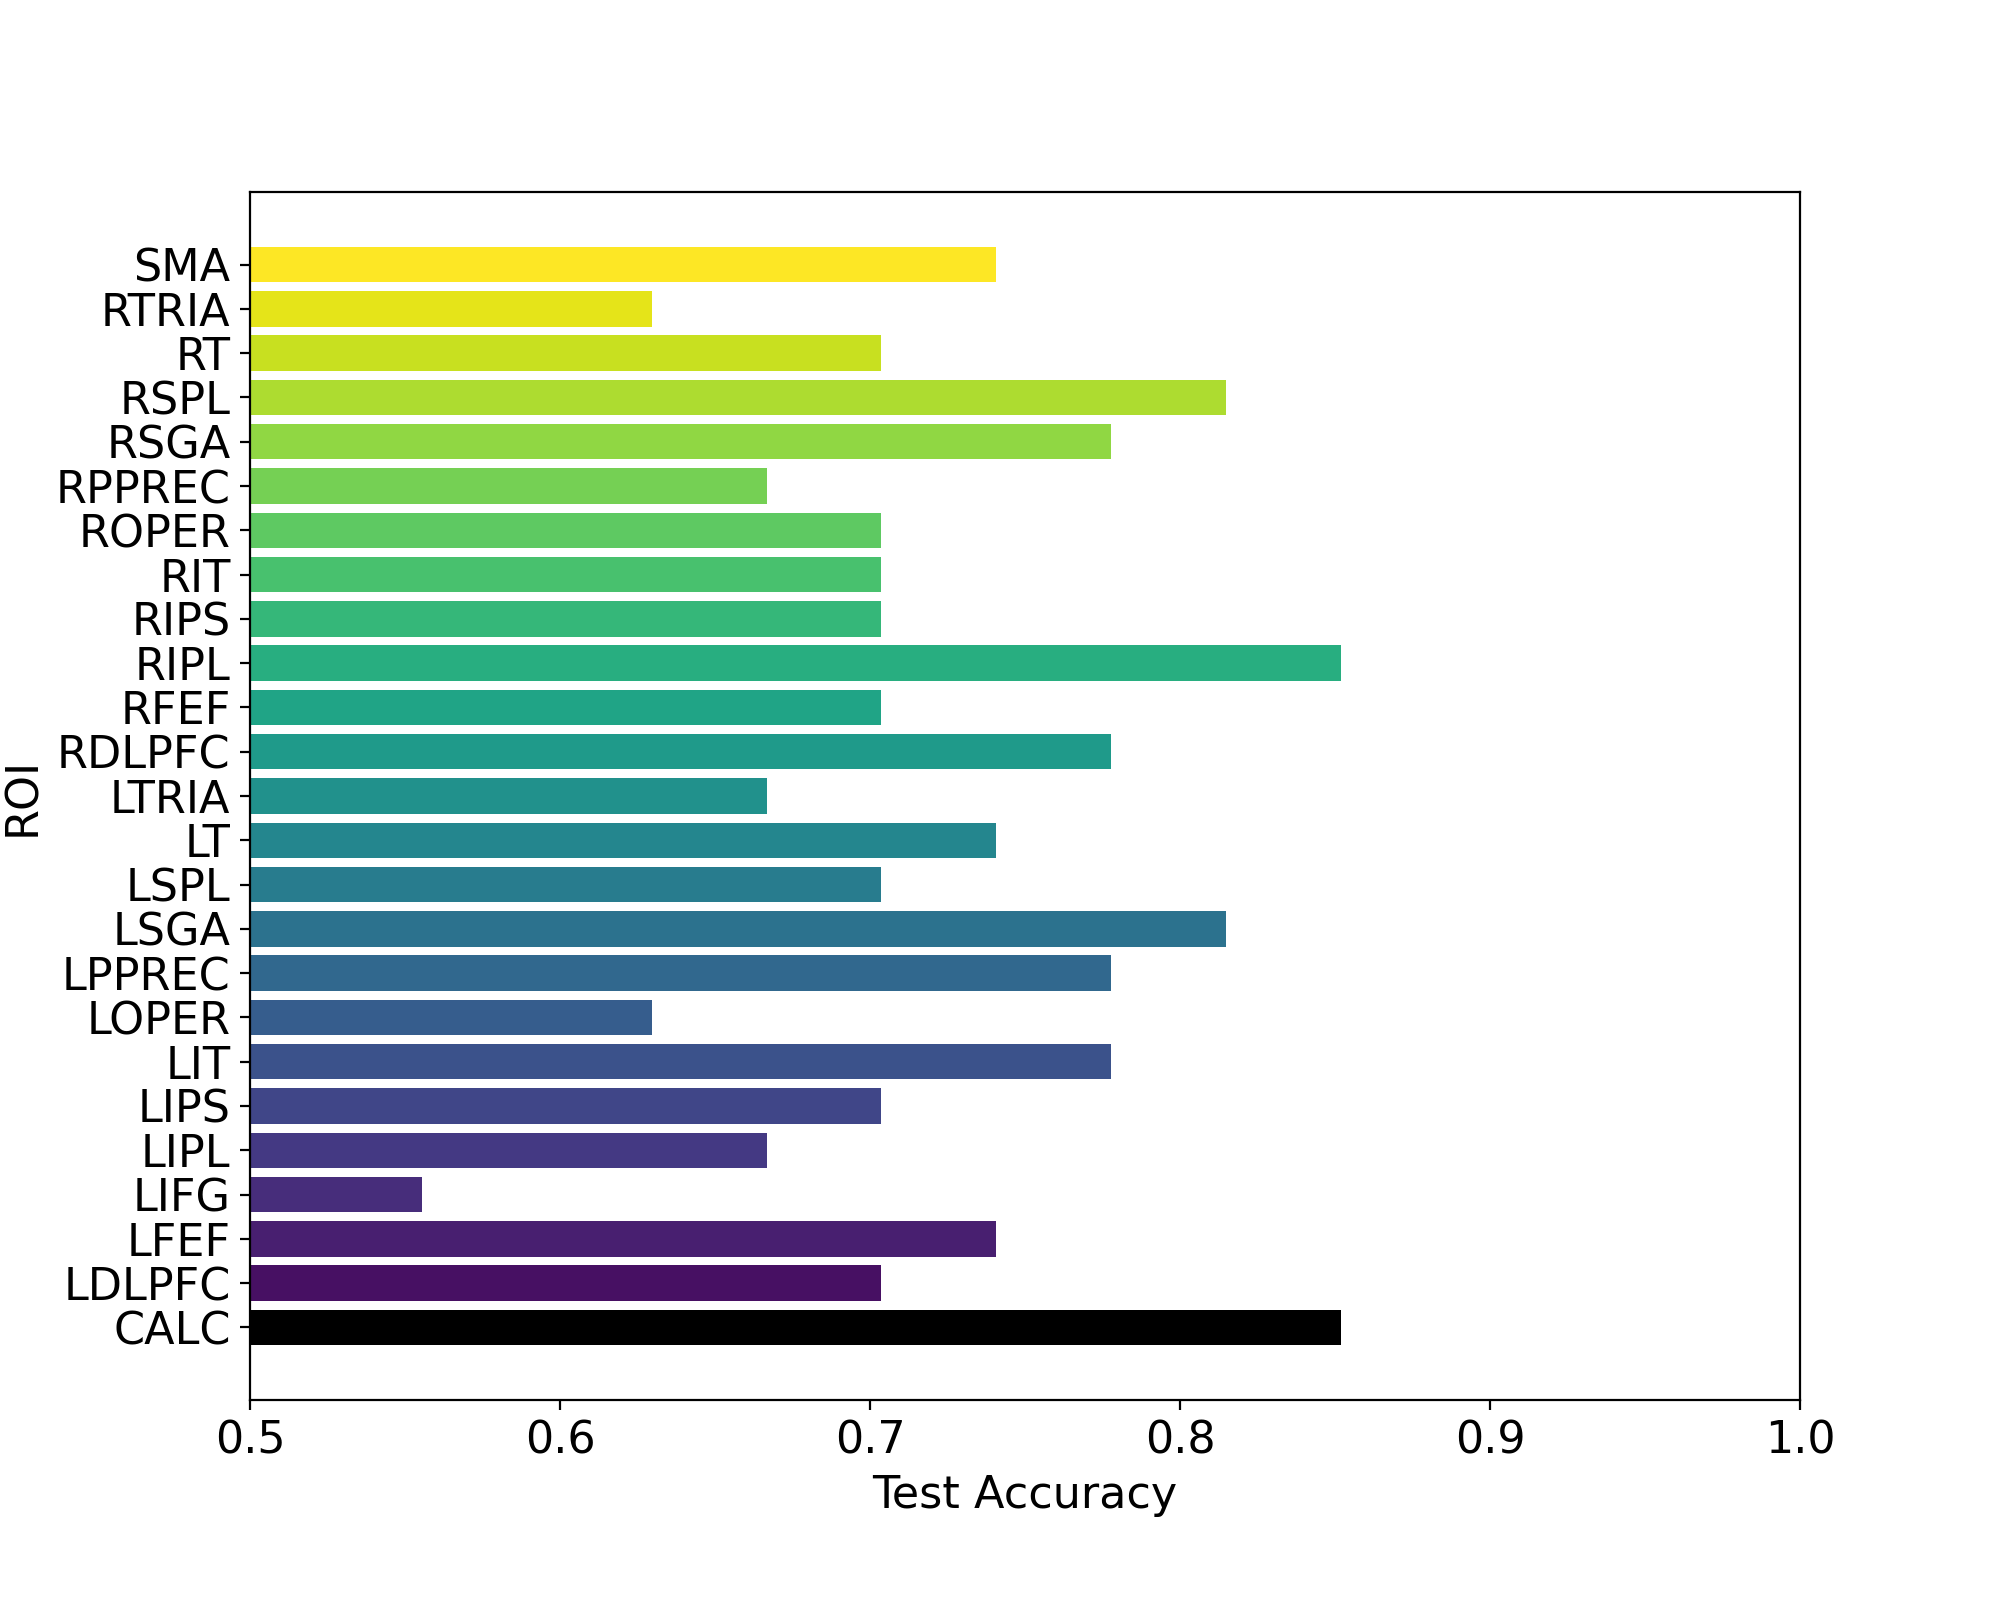 SMA
RTRIA
RT
RSPL
RSGA
RPPREC
ROPER
RIT
RIPS
RIPL
RFEF
RDLPFC
LTRIA
LT
LSPL
LSGA
LPPREC
LOPER
LIT
LIPS
LIPL
LIFG
LFEF
LDLPFC
CALC
ROI
0.5 0.6 0.7 0.8 0.9 1.0
Test Accuracy